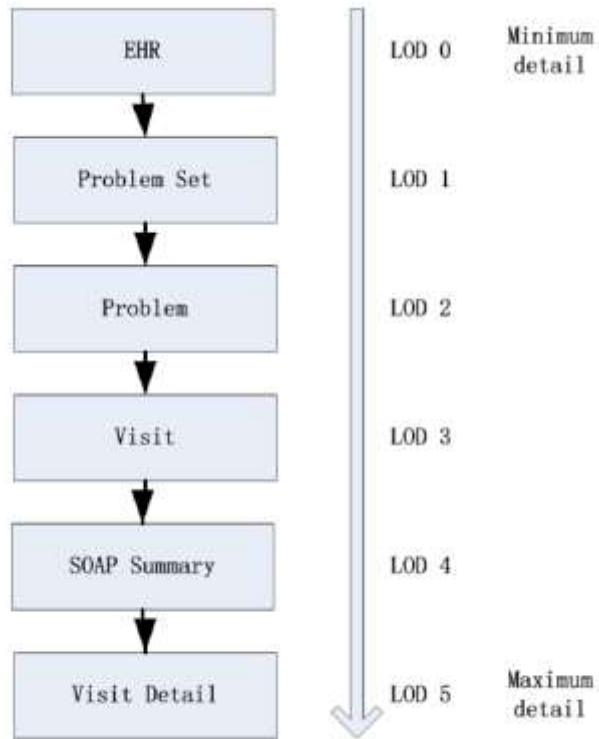 EHR
LOD 0
Minimum
detail
Problem Set
LOD 1
Problem
LOD 2
Visit
LOD 3
SOAP Summary
LOD 4
Visit Detail
LOD 5
Maximum
detail